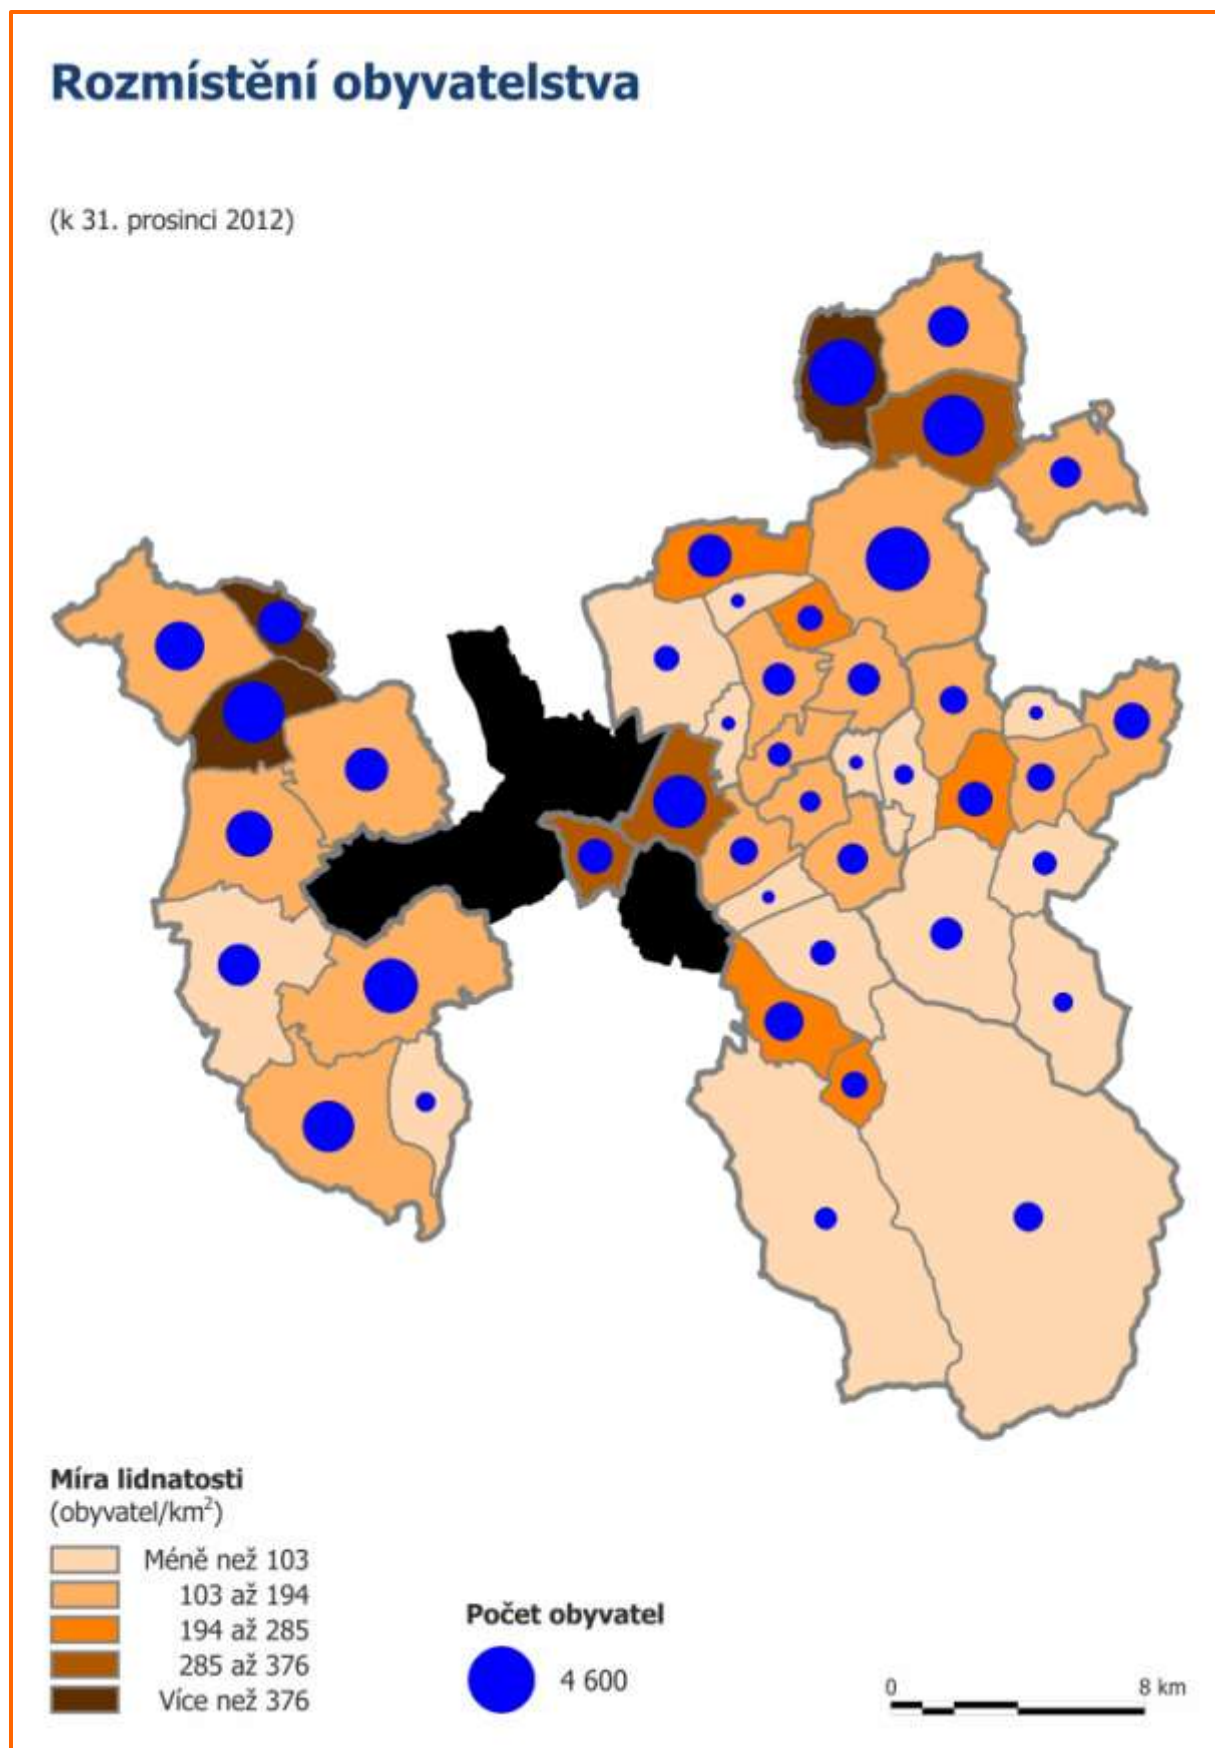 Rozmístění obyvatelstva
(k 31. prosinci 2012)
Míra lidnatosti
(obyvatel/km²)
Méně než 103
103 až 194
194 až 285
285 až 376
Více než 376
Počet obyvatel
4 600
0 8 km